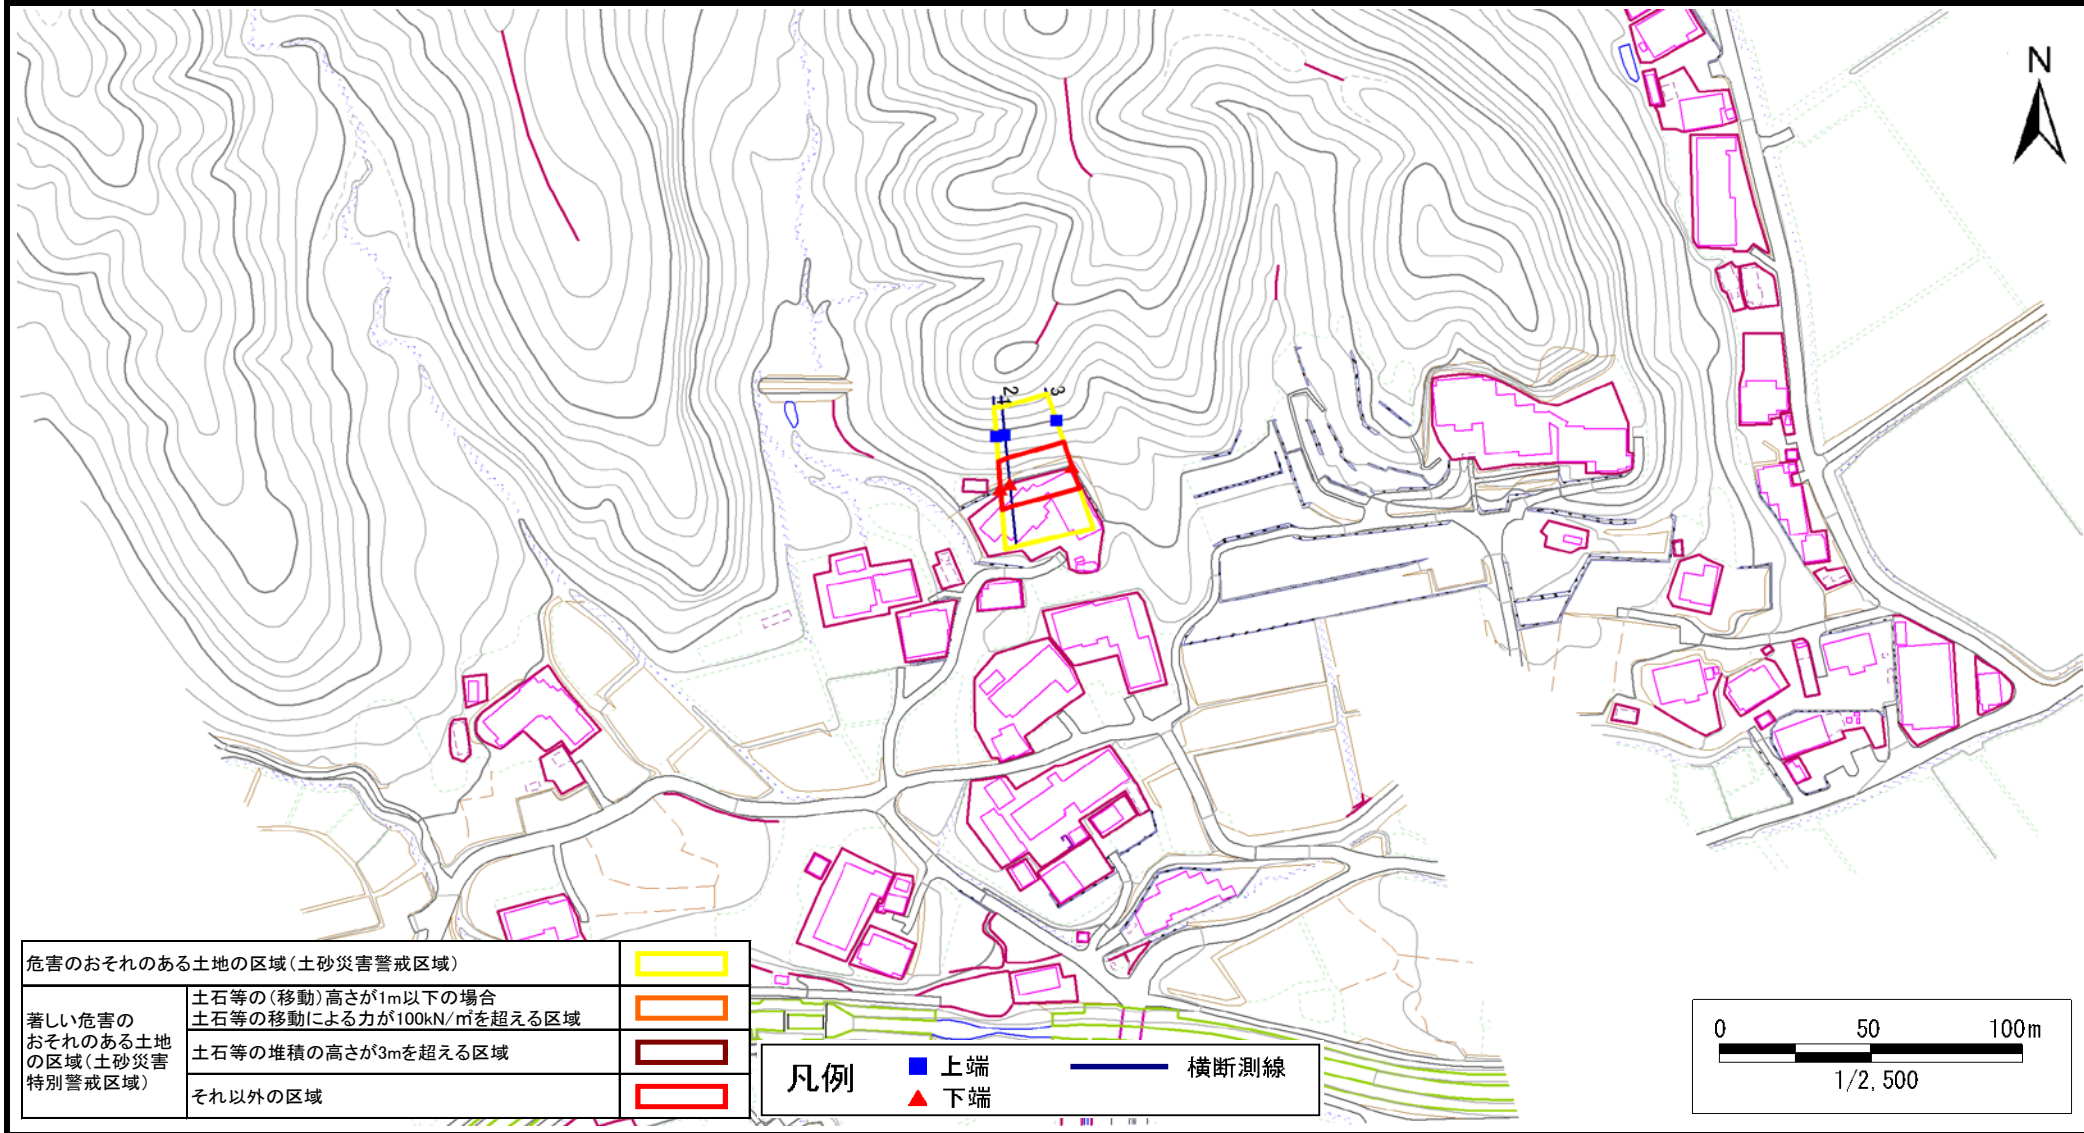 N
2
1
3
危害のおそれのある土地の区域(土砂災害警戒区域)
著しい危害の
おそれのある土地
の区域(土砂災害
特別警戒区域)
土石等の(移動)高さが1m以下の場合
土石等の移動による力が100kN/㎡を超える区域
土石等の堆積の高さが3mを超える区域
それ以外の区域
凡例
上端
下端
横断測線
0 50 100m
1/2,500